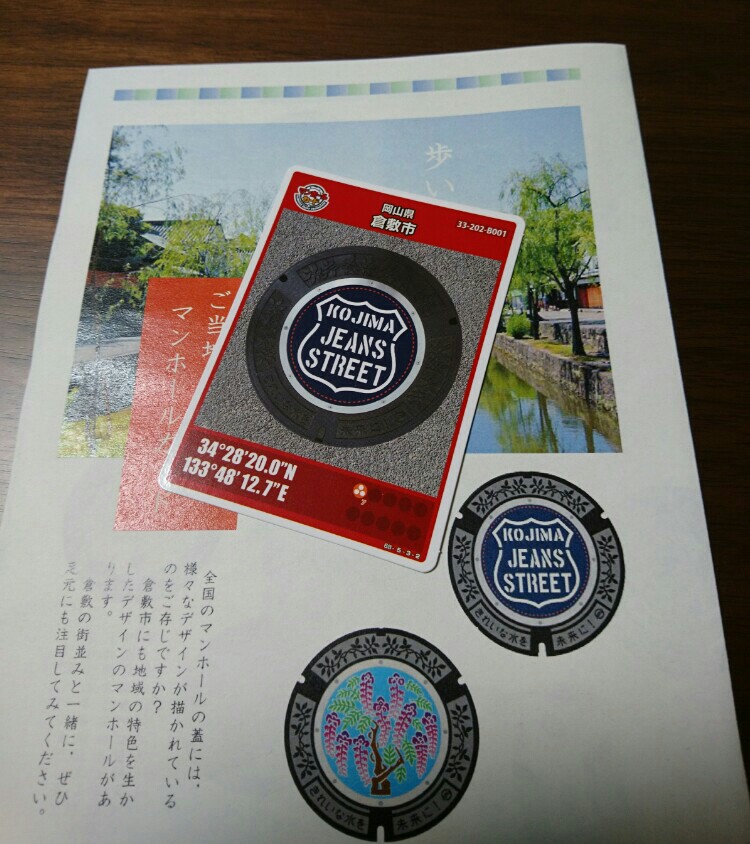 歩い
ご当地
マンホールカ
岡山県
倉敷市
33-202-B001
KOJIMA
JEANS
STREET
34°28'20.0"N
133°48'12.7"E
KOJIMA
JEANS
STREET
きれいな水を 未来に!
きれいな水を 未来に!
全国のマンホールの蓋には、
様々なデザインが描かれている
のをご存じですか?
倉敷市にも地域の特色を生か
したデザインのマンホールがあ
ります。
倉敷の街並みと一緒に、ぜひ
足元にも注目してみてください。